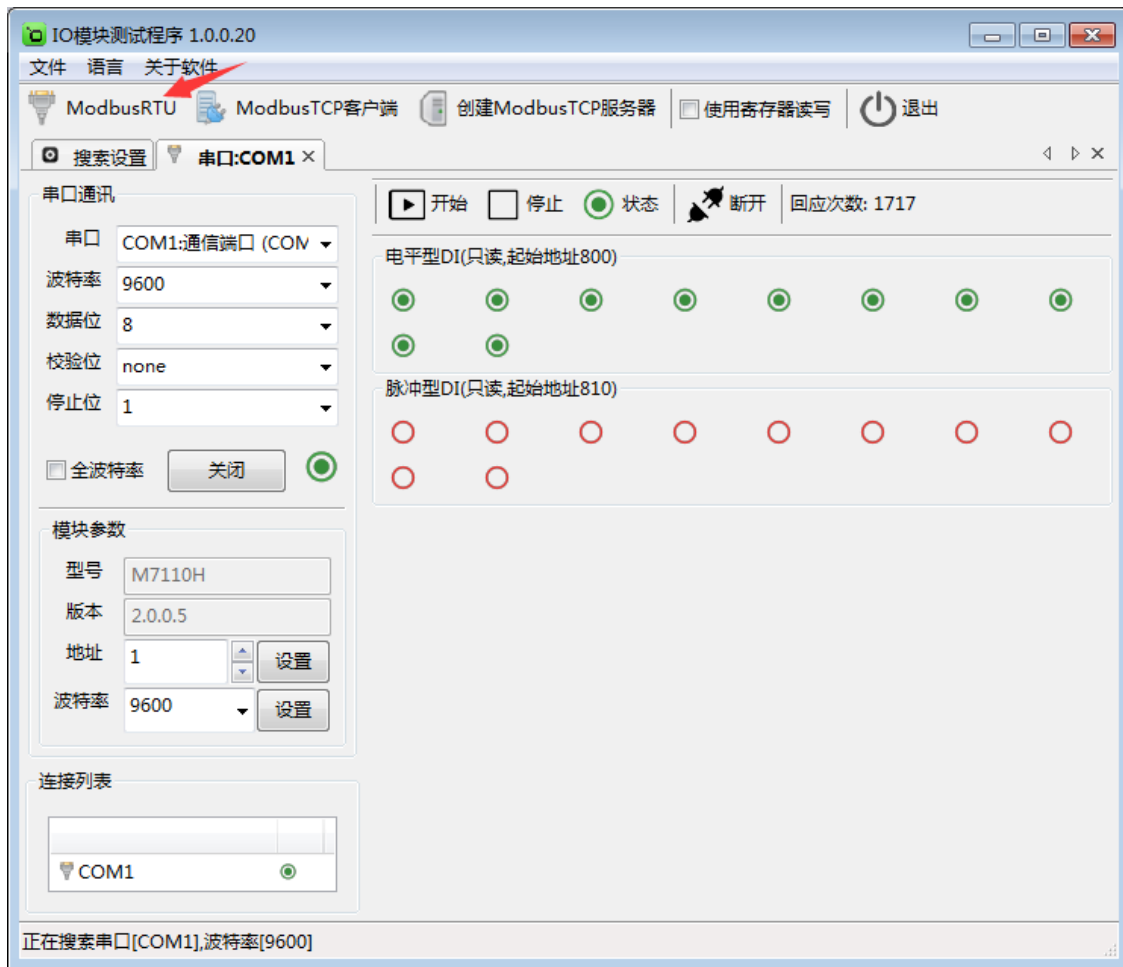 IO模块测试程序 1.0.0.20
文件 语言 关于软件
ModbusRTU ModbusTCP客户端 创建ModbusTCP服务器 使用寄存器读写 退出
搜索设置 串口:COM1
串口通讯
开始 停止 状态 断开 回应次数: 1717
串口 COM1:通信端口 (COM
波特率 9600
数据位 8
校验位 none
停止位 1
全波特率 关闭
电平型DI(只读,起始地址800)
脉冲型DI(只读,起始地址810)
模块参数
型号 M7110H
版本 2.0.0.5
地址 1 设置
波特率 9600 设置
连接列表
COM1
正在搜索串口[COM1],波特率[9600]